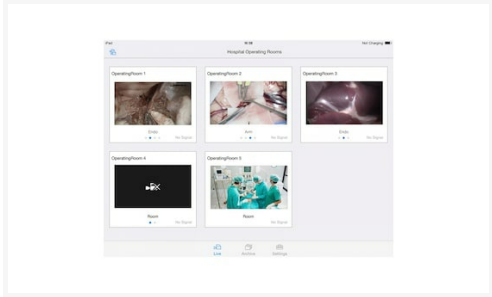 iPad
Not Charging
Hospital Operating Rooms
OperatingRoom 1
OperatingRoom 2
OperatingRoom 3
Endo
Arm
Endo
No Signal
No Signal
No Signal
OperatingRoom 4
OperatingRoom 5
Room
Room
No Signal
No Signal
Live
Archive
Settings